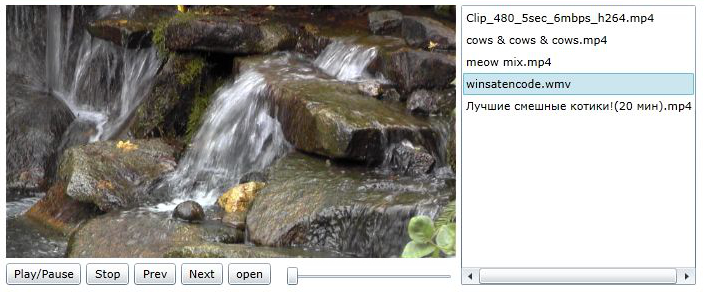 Clip_480_5sec_6mbps_h264.mp4
cows & cows & cows.mp4
meow mix.mp4
winsatencode.wmv
Лучшие смешные котики!(20 мин).mp4
Play/Pause Stop Prev Next open